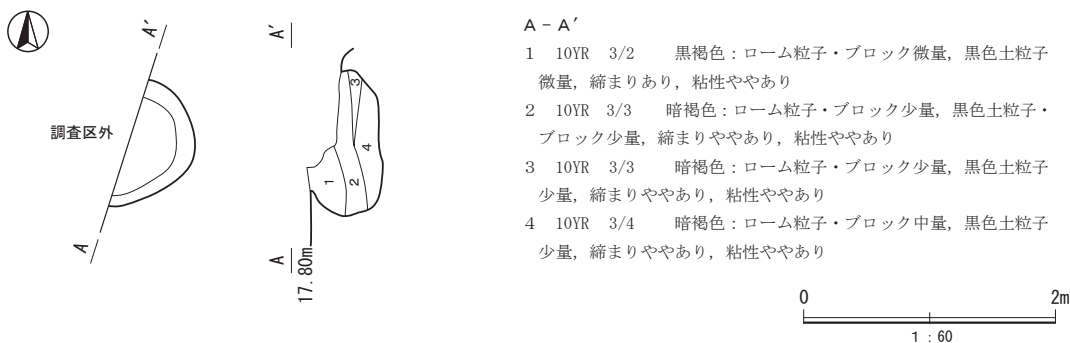 A′
調査区外
A
A′
3
4
1
2
A
17.80m
A － A′
1　10YR　3/2　　黒褐色：ローム粒子・ブロック微量，黒色土粒子
微量，締まりあり，粘性ややあり
2　10YR　3/3　　暗褐色：ローム粒子・ブロック少量，黒色土粒子・
ブロック少量，締まりややあり，粘性ややあり
3　10YR　3/3　　暗褐色：ローム粒子・ブロック少量，黒色土粒子
少量，締まりややあり，粘性ややあり
4　10YR　3/4　　暗褐色：ローム粒子・ブロック中量，黒色土粒子
少量，締まりややあり，粘性ややあり
0　2m
1：60